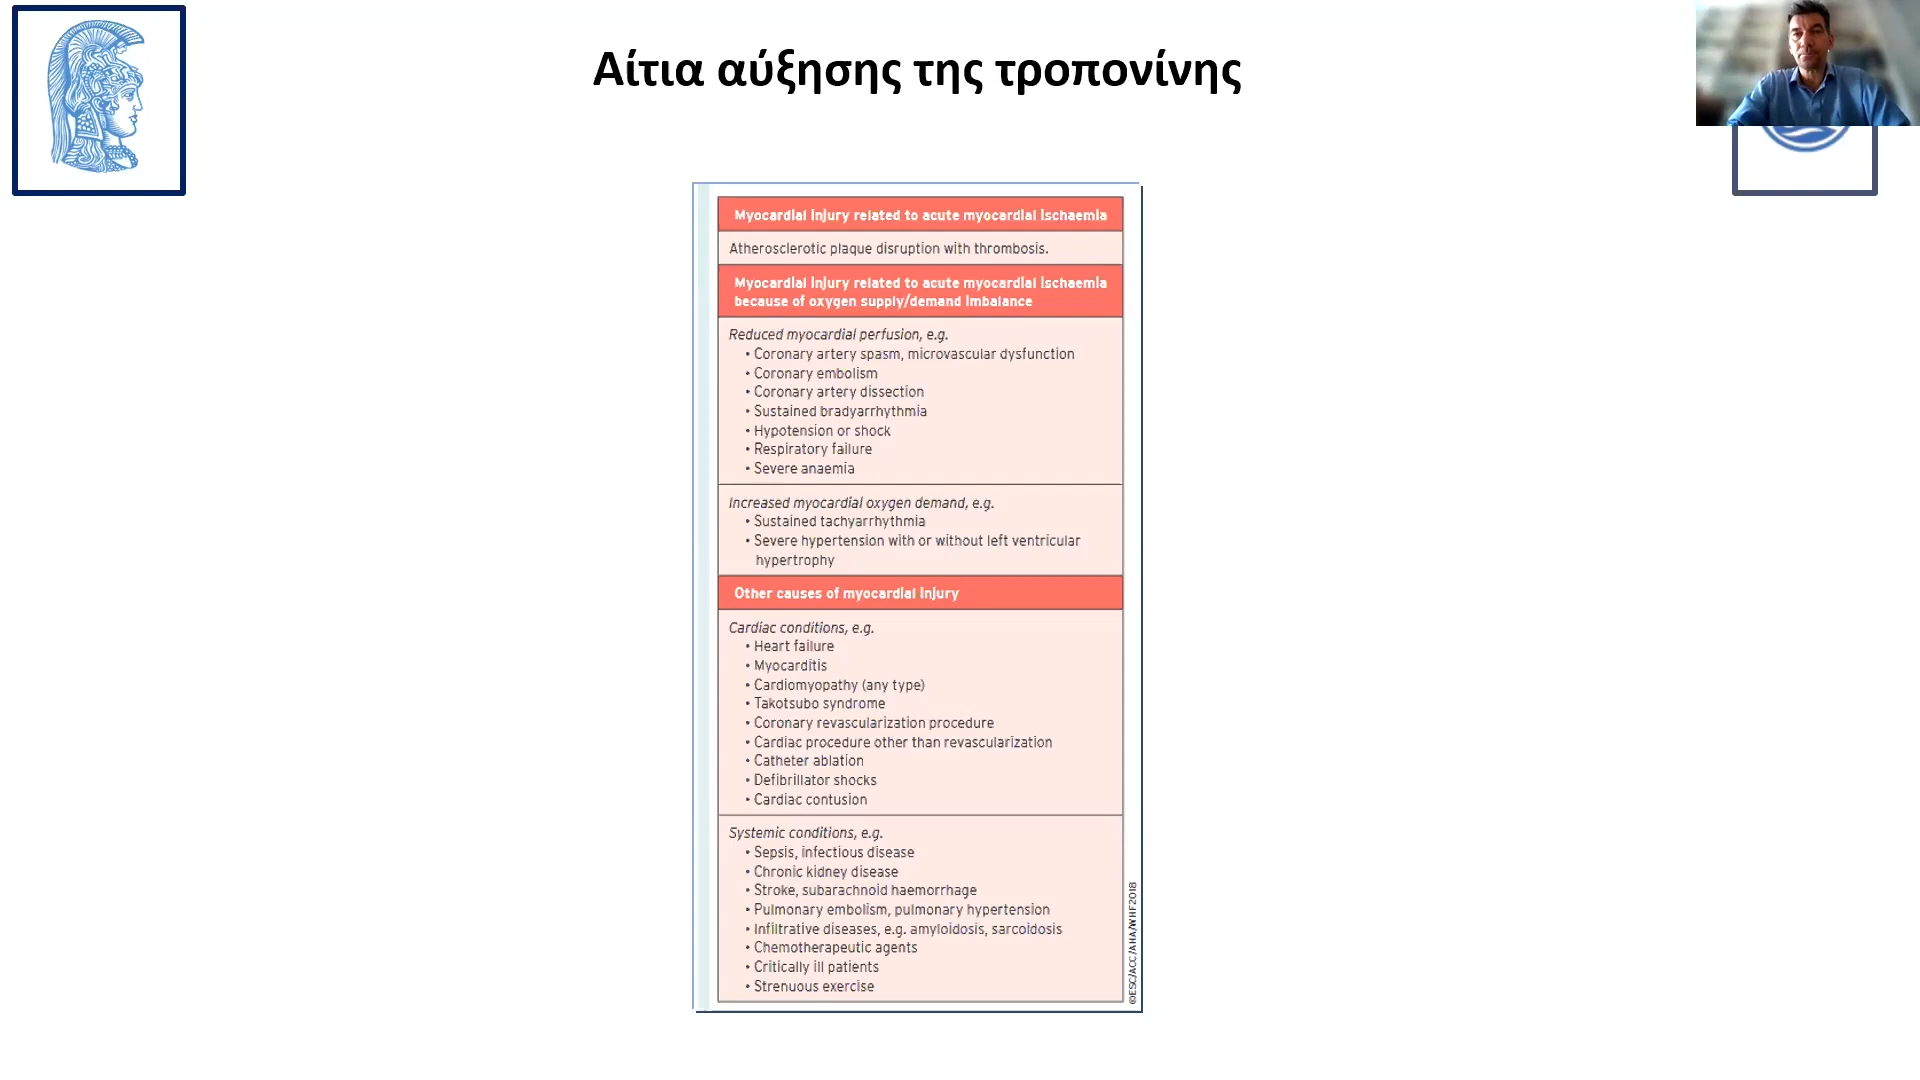 Αίτια αύξησης της τροπονίνης
Myocardial injury related to acute myocardial ischaemia
Atherosclerotic plaque disruption with thrombosis.
Myocardial injury related to acute myocardial ischaemia
because of oxygen supply/demand imbalance
Reduced myocardial perfusion, e.g.
• Coronary artery spasm, microvascular dysfunction
• Coronary embolism
• Coronary artery dissection
• Sustained bradyarrhythmia
• Hypotension or shock
• Respiratory failure
• Severe anaemia
Increased myocardial oxygen demand, e.g.
• Sustained tachyarrhythmia
• Severe hypertension with or without left ventricular
hypertrophy
Other causes of myocardial injury
Cardiac conditions, e.g.
• Heart failure
• Myocarditis
• Cardiomyopathy (any type)
• Takotsubo syndrome
• Coronary revascularization procedure
• Cardiac procedure other than revascularization
• Catheter ablation
• Defibrillator shocks
• Cardiac contusion
Systemic conditions, e.g.
• Sepsis, infectious disease
• Chronic kidney disease
• Stroke, subarachnoid haemorrhage
• Pulmonary embolism, pulmonary hypertension
• Infiltrative diseases, e.g. amyloidosis, sarcoidosis
• Chemotherapeutic agents
• Critically ill patients
• Strenuous exercise
©ESC/ACC/AHA/WHF2018